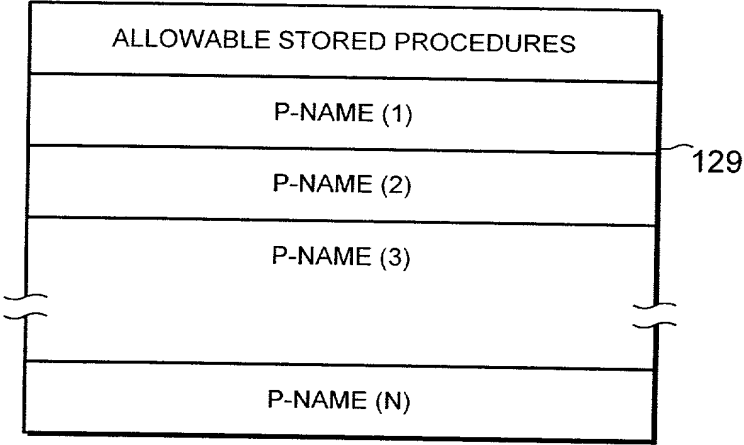 ALLOWABLE STORED PROCEDURES
P-NAME (1)
129
P-NAME (2)
P-NAME (3)
P-NAME (N)